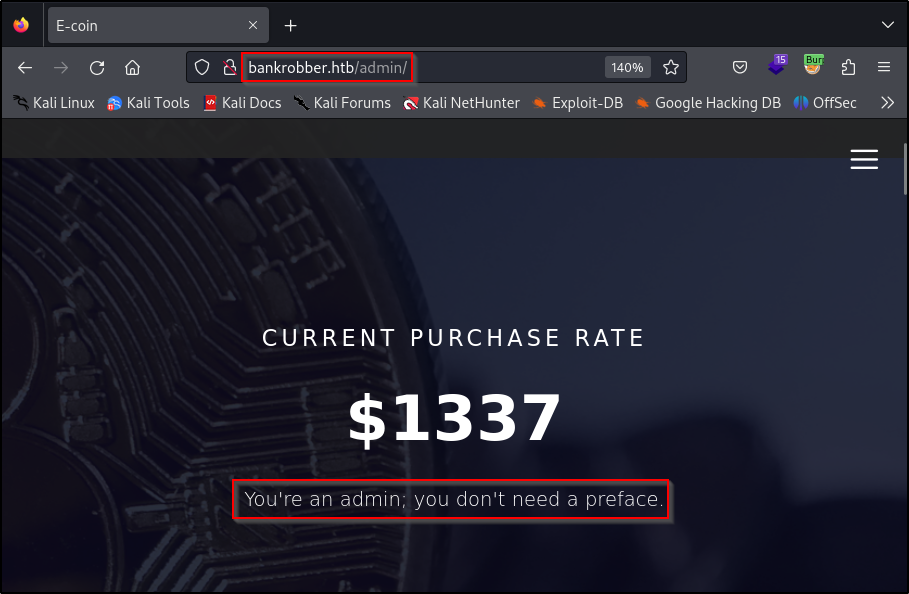 E-coin
bankrobber.htb/admin/
140%
15
Kali Linux
Kali Tools
Kali Docs
Kali Forums
Kali NetHunter
Exploit-DB
Google Hacking DB
OffSec
CURRENT PURCHASE RATE
$1337
You're an admin; you don't need a preface.